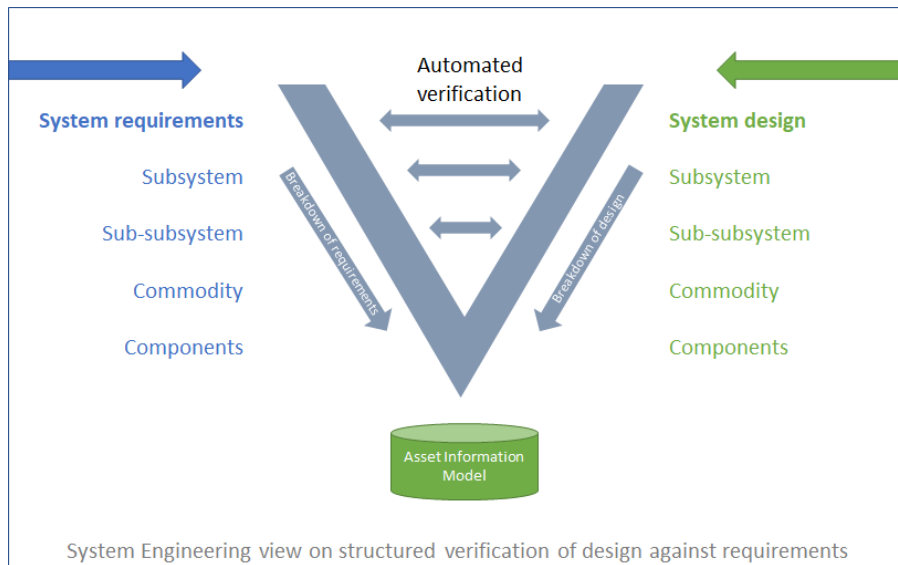 Automated
verification
System requirements
Subsystem
Sub-subsystem
Commodity
Components
Breakdown of requirements
Breakdown of design
System design
Subsystem
Sub-subsystem
Commodity
Components
Asset Information
Model
System Engineering view on structured verification of design against requirements